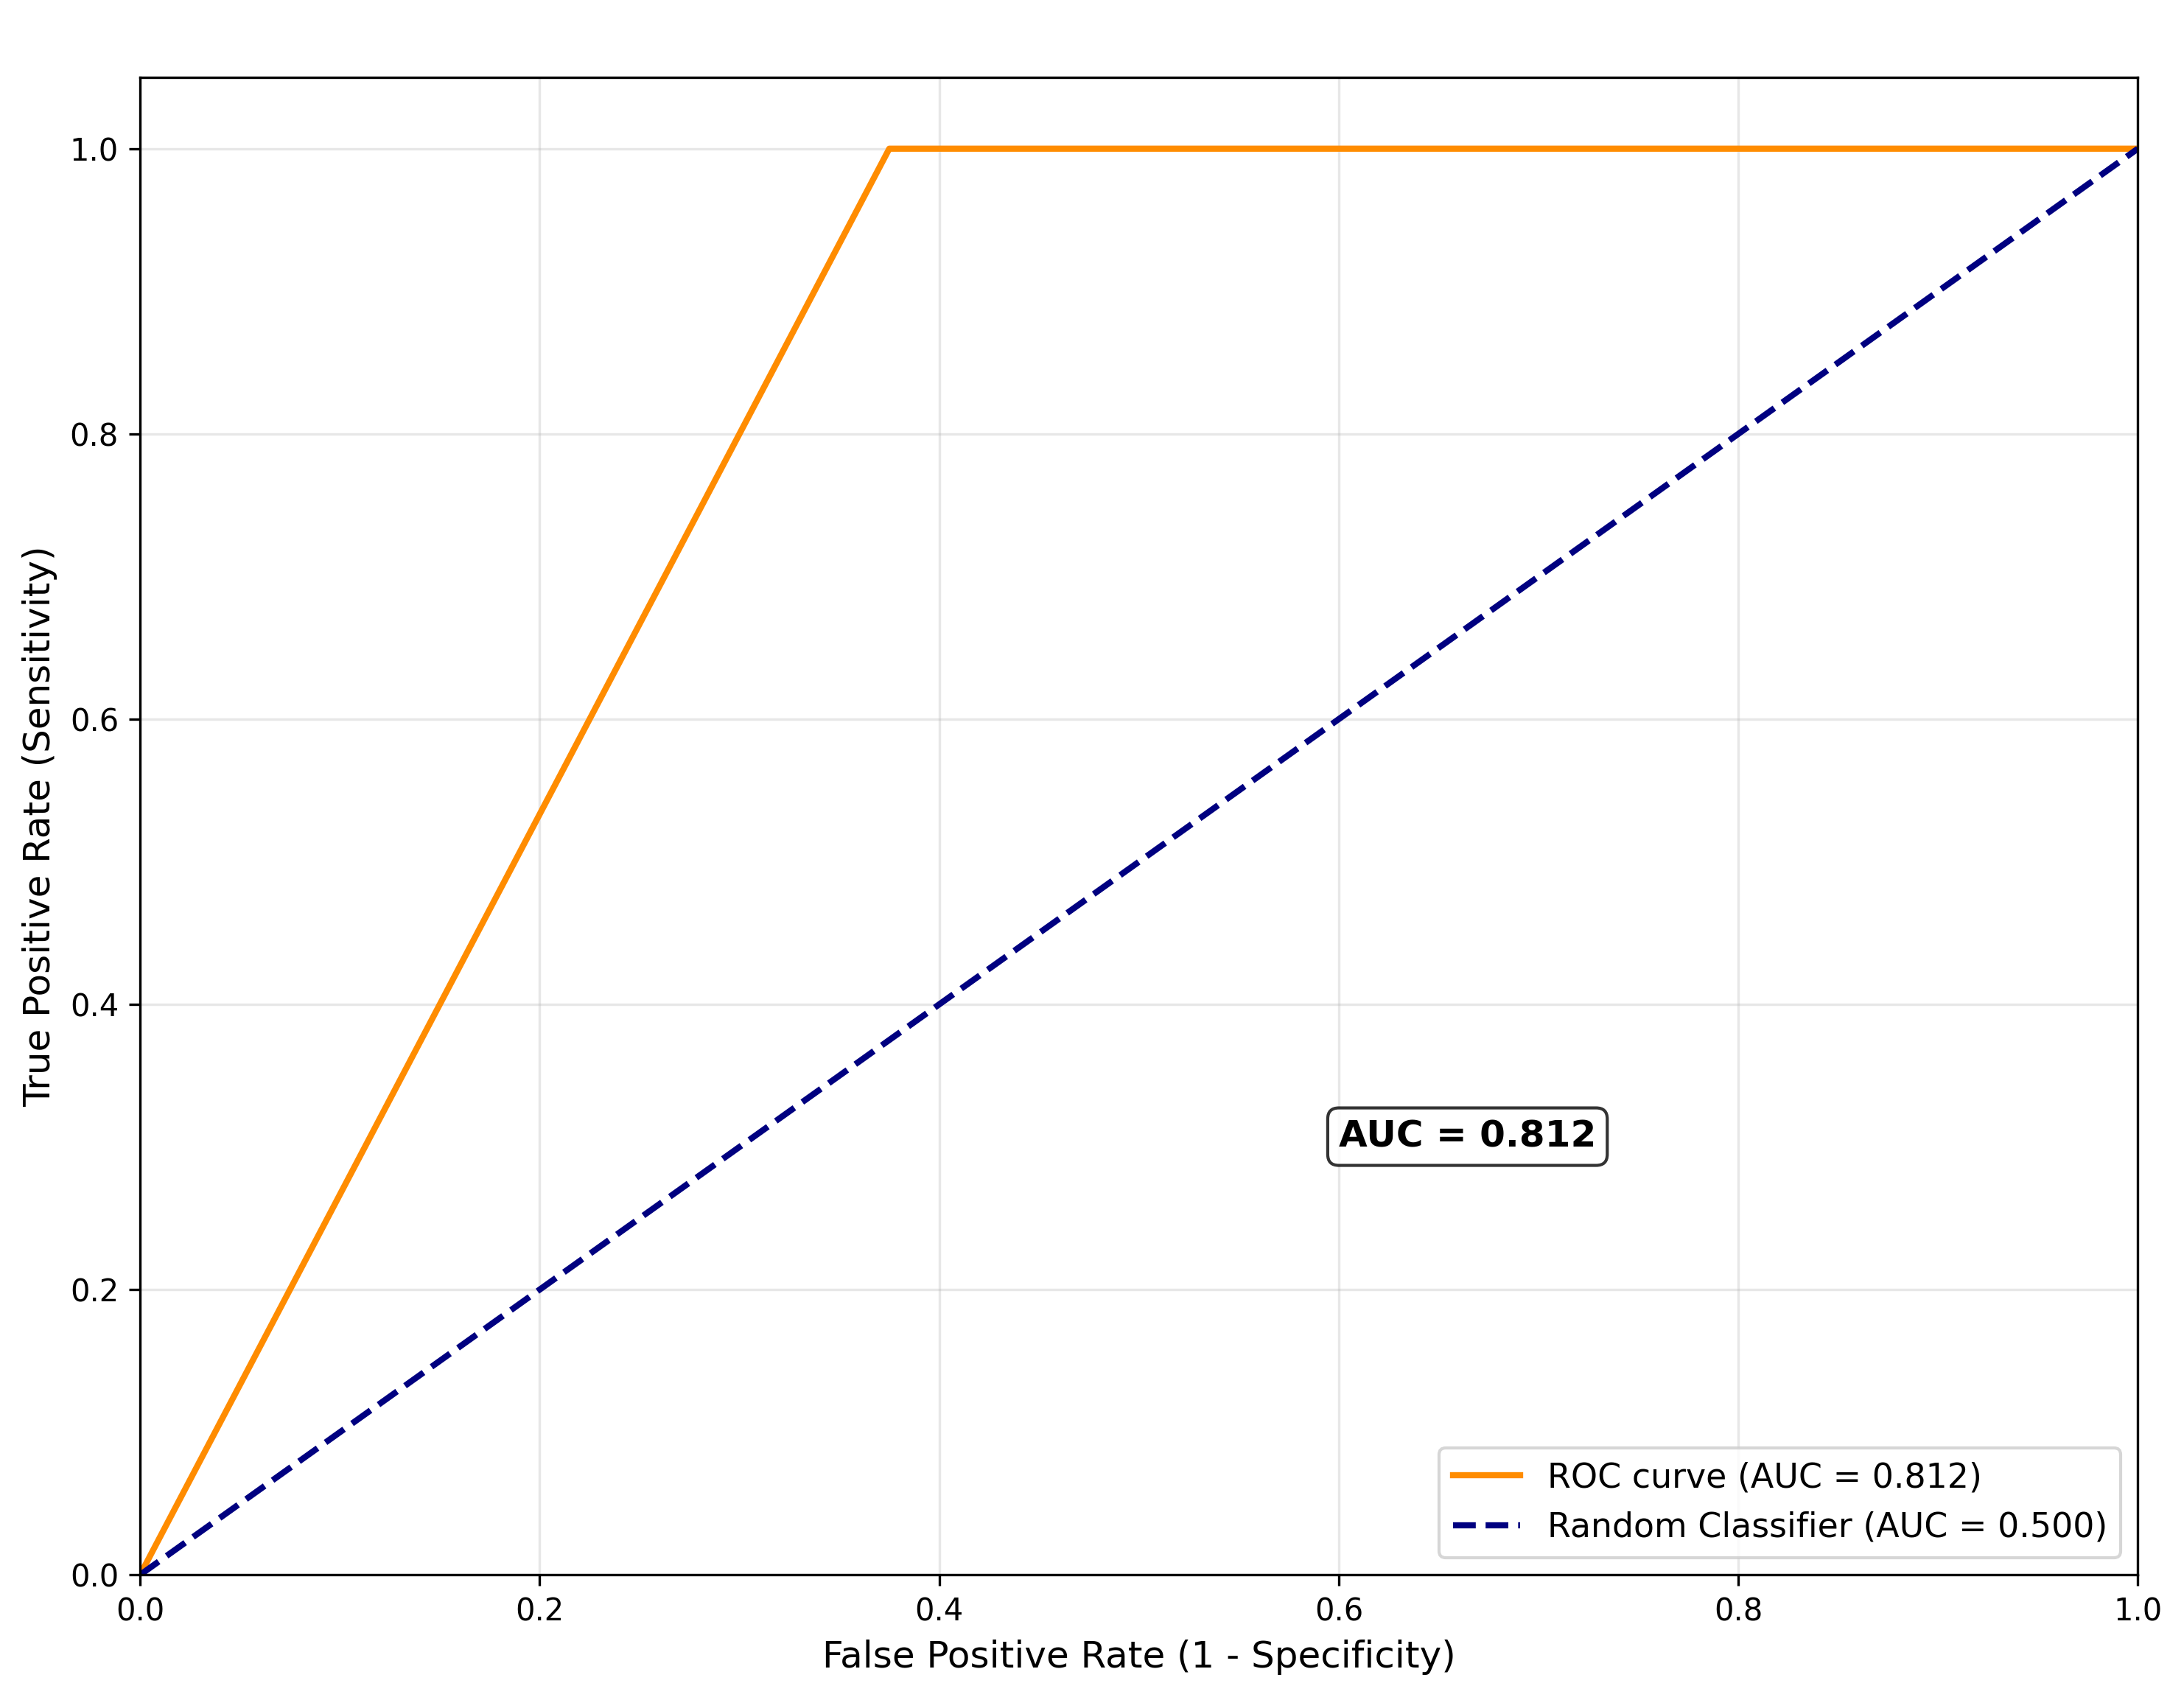 1.0
0.8
0.6
0.4
0.2
0.0
True Positive Rate (Sensitivity)
AUC = 0.812
ROC curve (AUC = 0.812)
Random Classifier (AUC = 0.500)
0.0 0.2 0.4 0.6 0.8 1.0
False Positive Rate (1 - Specificity)